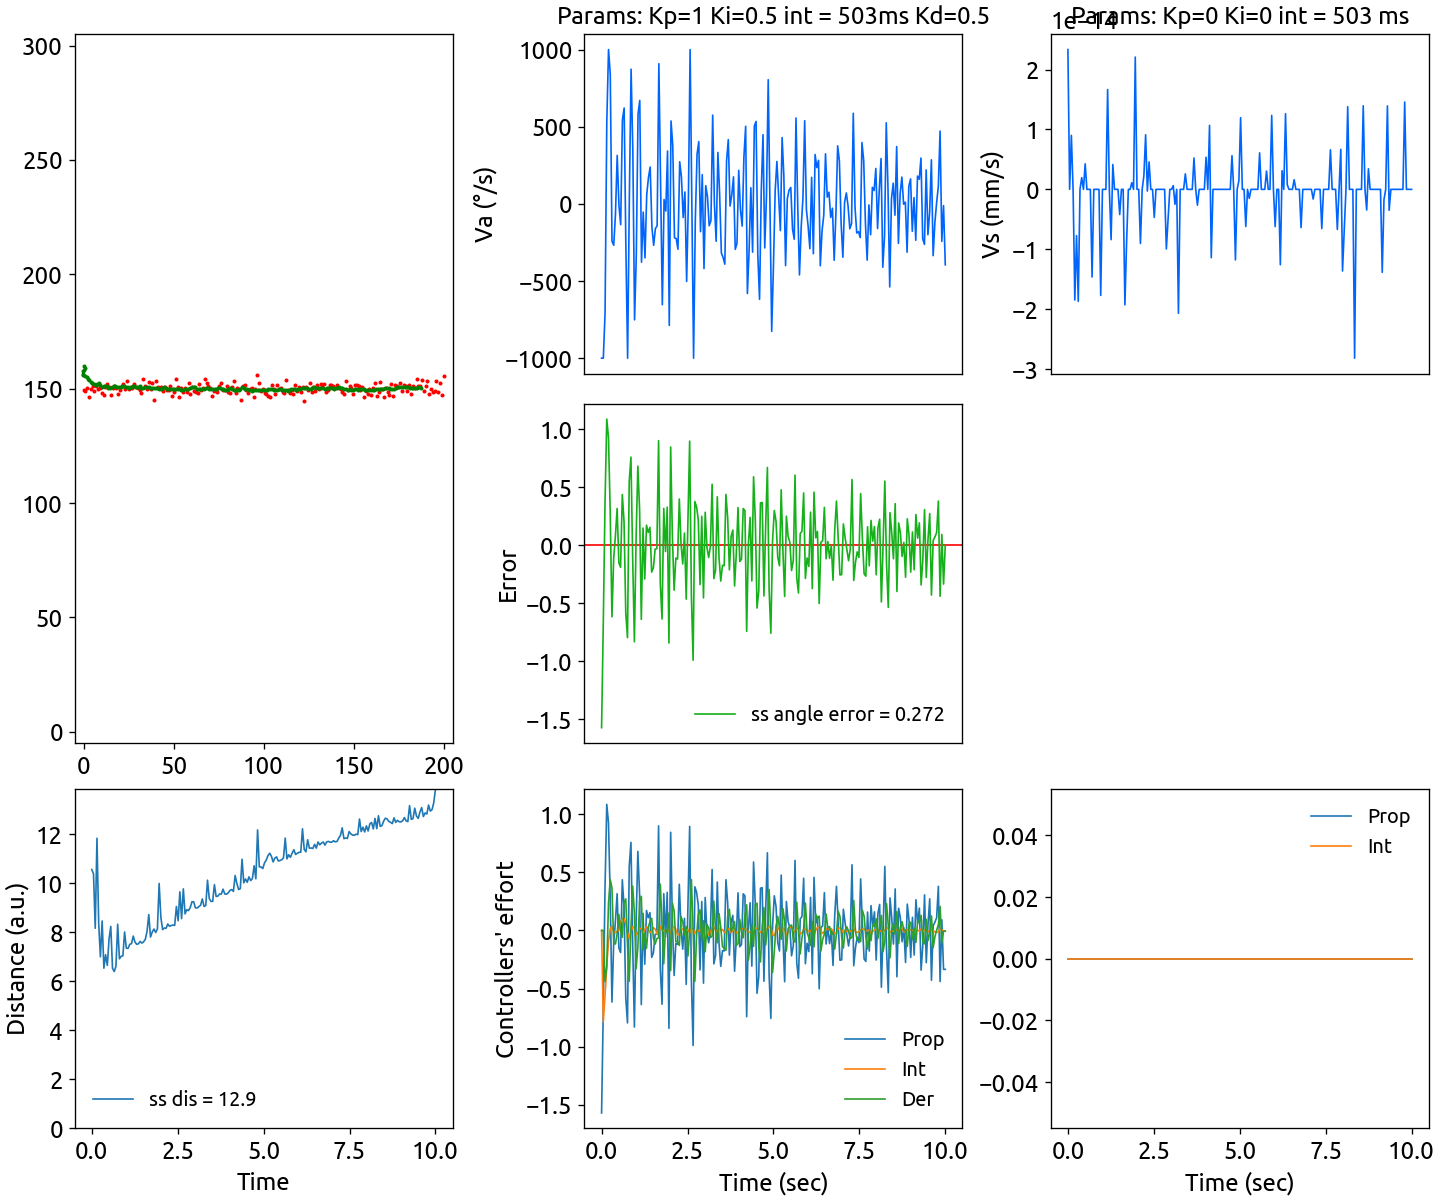 Params: Kp=1 Ki=0.5 int = 503ms Kd=0.5
Params: Kp=0 Ki=0 int = 503 ms
1e−14
300
250
200
150
100
50
0
0 50 100 150 200
Va (°/s)
1000
500
0
−500
−1000
Vs (mm/s)
2
1
0
−1
−2
−3
Error
1.0
0.5
0.0
−0.5
−1.0
−1.5
ss angle error = 0.272
Distance (a.u.)
12
10
8
6
4
2
0
ss dis = 12.9
0.0 2.5 5.0 7.5 10.0
Time
Controllers' effort
1.0
0.5
0.0
−0.5
−1.0
−1.5
Prop
Int
Der
0.0 2.5 5.0 7.5 10.0
Time (sec)
0.04
0.02
0.00
−0.02
−0.04
Prop
Int
0.0 2.5 5.0 7.5 10.0
Time (sec)